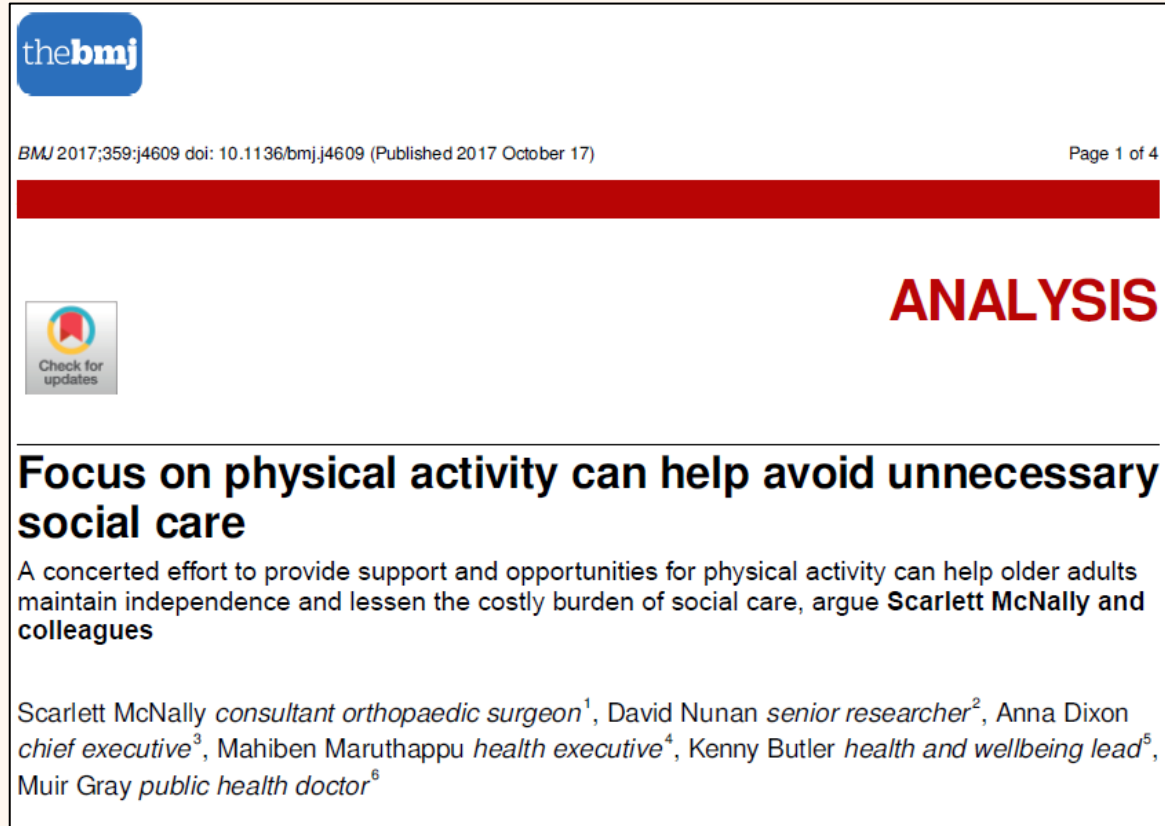 thebmj
BMJ 2017;359:j4609 doi: 10.1136/bmj.j4609 (Published 2017 October 17) Page 1 of 4
ANALYSIS
Check for
updates
Focus on physical activity can help avoid unnecessary
social care
A concerted effort to provide support and opportunities for physical activity can help older adults
maintain independence and lessen the costly burden of social care, argue Scarlett McNally and
colleagues
Scarlett McNally consultant orthopaedic surgeon¹, David Nunan senior researcher², Anna Dixon
chief executive³, Mahiben Maruthappu health executive⁴, Kenny Butler health and wellbeing lead⁵,
Muir Gray public health doctor⁶